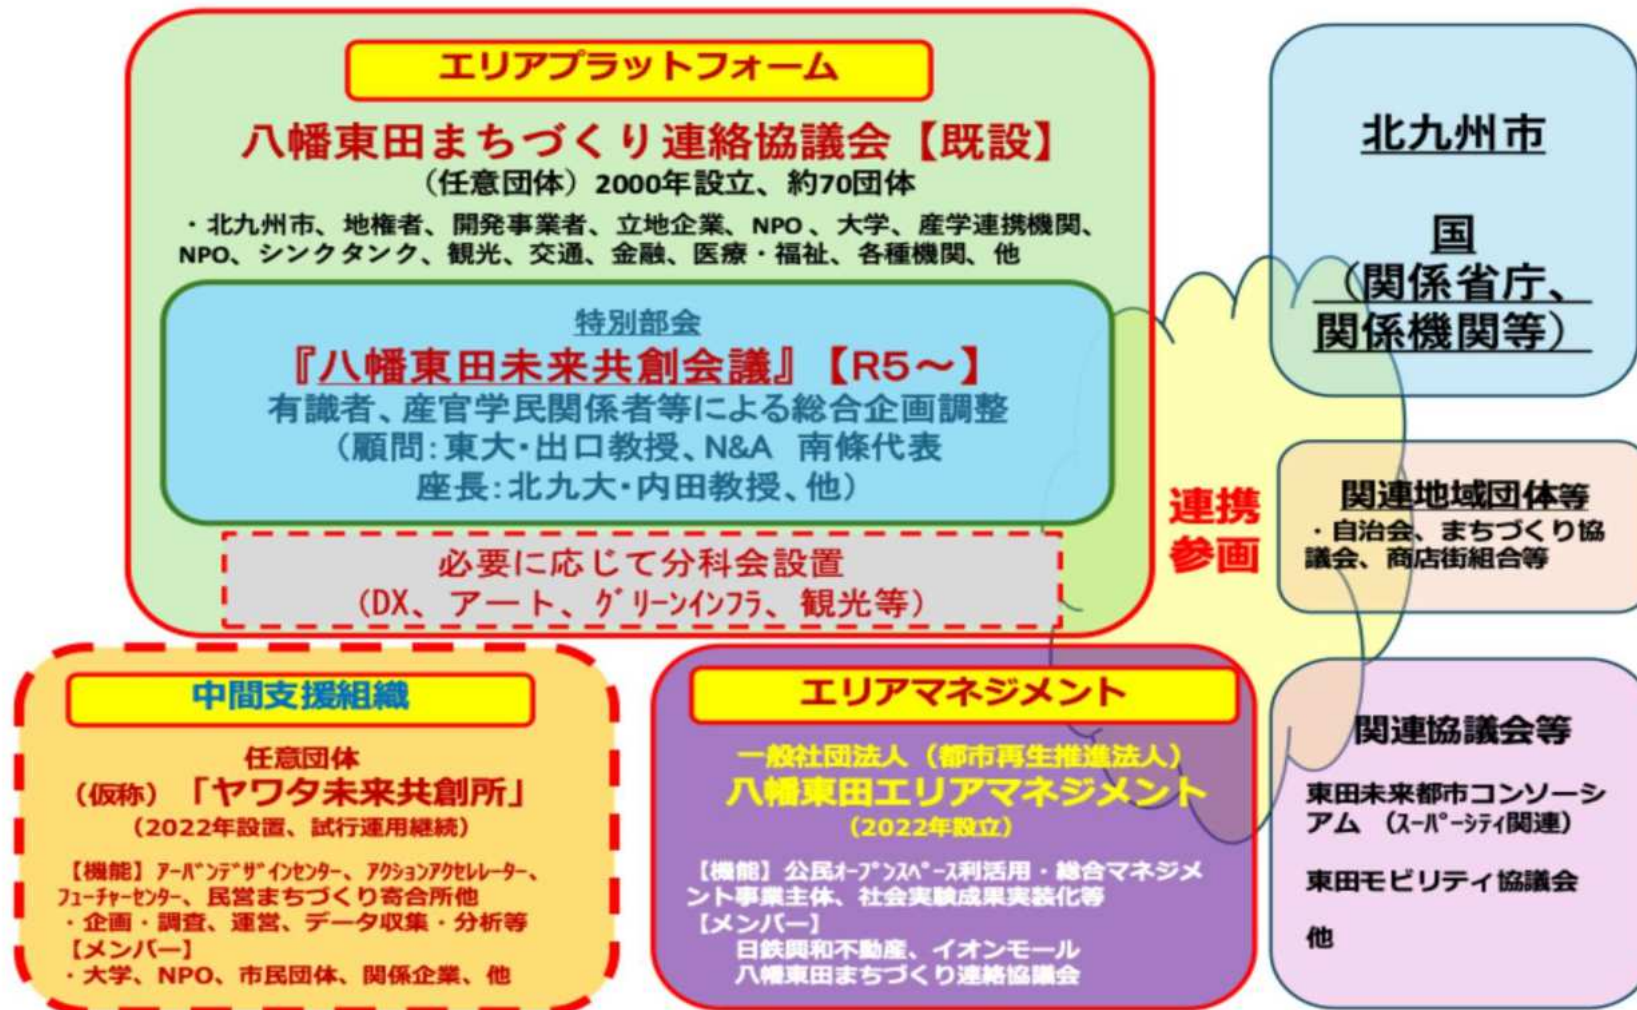 エリアプラットフォーム
八幡東田まちづくり連絡協議会【既設】
（任意団体）2000年設立、約70団体
・北九州市、地権者、開発事業者、立地企業、NPO、大学、産学連携機関、
NPO、シンクタンク、観光、交通、金融、医療・福祉、各種機関、他
特別部会
『八幡東田未来共創会議』【R5～】
有識者、産官学民関係者等による総合企画調整
（顧問：東大・出口教授、N&A　南條代表
座長：北九大・内田教授、他）
必要に応じて分科会設置
（DX、アート、ｸﾞﾘｰﾝｲﾝﾌﾗ、観光等）
中間支援組織
任意団体
（仮称）「ヤワタ未来共創所」
（2022年設置、試行運用継続）
【機能】ｱｰﾊﾞﾝﾃﾞｻﾞｲﾝｾﾝﾀｰ、ｱｸｼｮﾝｱｸｾﾚﾚｰﾀｰ、
ﾌｭｰﾁｬｰｾﾝﾀｰ、民営まちづくり寄合所他
・企画・調査、運営、データ収集・分析等
【メンバー】
・大学、NPO、市民団体、関係企業、他
エリアマネジメント
一般社団法人（都市再生推進法人）
八幡東田エリアマネジメント
（2022年設立）
【機能】公民ｵｰﾌﾟﾝｽﾍﾟｰｽ利活用・総合マネジメ
ント事業主体、社会実験成果実装化等
【メンバー】
日鉄興和不動産、イオンモール
八幡東田まちづくり連絡協議会
連携
参画
北九州市
国
（関係省庁、
関係機関等）
関連地域団体等
・自治会、まちづくり協
議会、商店街組合等
関連協議会等
東田未来都市コンソーシ
アム　（ｽｰﾊﾟｰｼﾃｨ関連）
東田モビリティ協議会
他